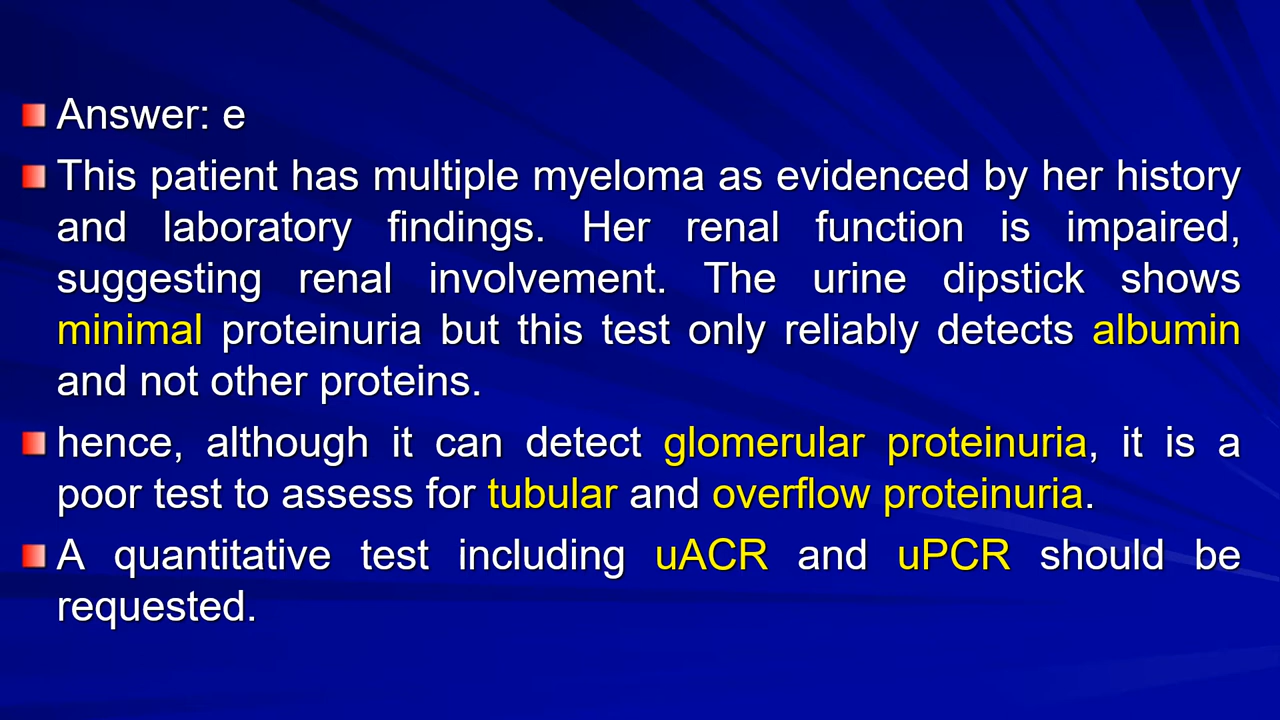 Answer: e
This patient has multiple myeloma as evidenced by her history
and laboratory findings. Her renal function is impaired,
suggesting renal involvement. The urine dipstick shows
minimal proteinuria but this test only reliably detects albumin
and not other proteins.
hence, although it can detect glomerular proteinuria, it is a
poor test to assess for tubular and overflow proteinuria.
A quantitative test including uACR and uPCR should be
requested.